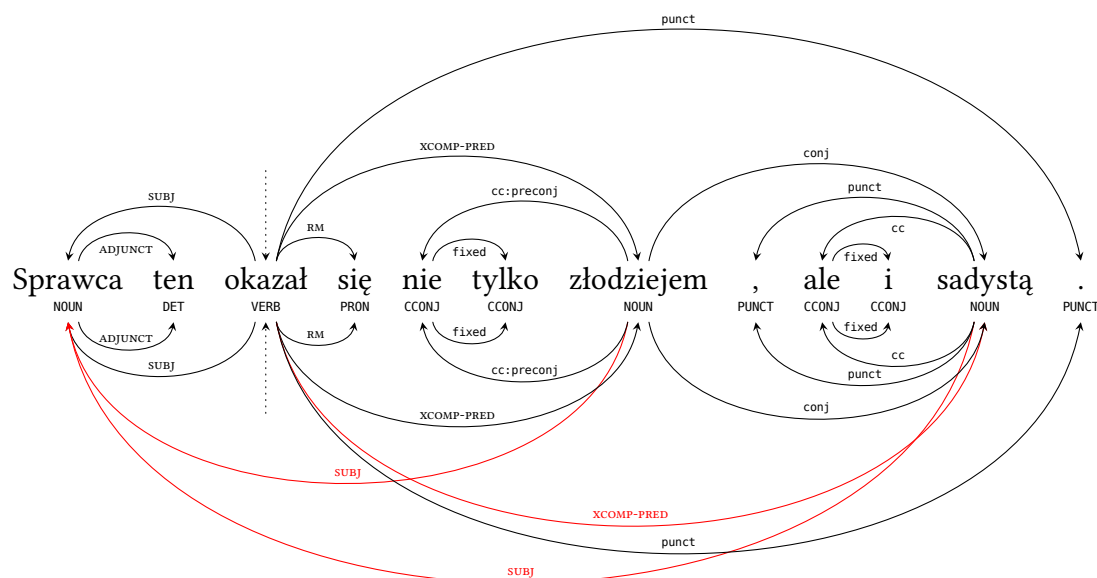 punct
XCOMP-PRED
conj
cc:preconj
punct
SUBJ
cc
RM
ADJUNCT
fixed
fixed
Sprawca ten okazał się nie tylko złodziejem , ale i sadystą .
NOUN DET VERB PRON CCONJ CCONJ NOUN PUNCT CCONJ CCONJ NOUN PUNCT
ADJUNCT
RM
fixed
fixed
SUBJ
cc
cc:preconj
punct
XCOMP-PRED
conj
SUBJ
XCOMP-PRED
punct
SUBJ